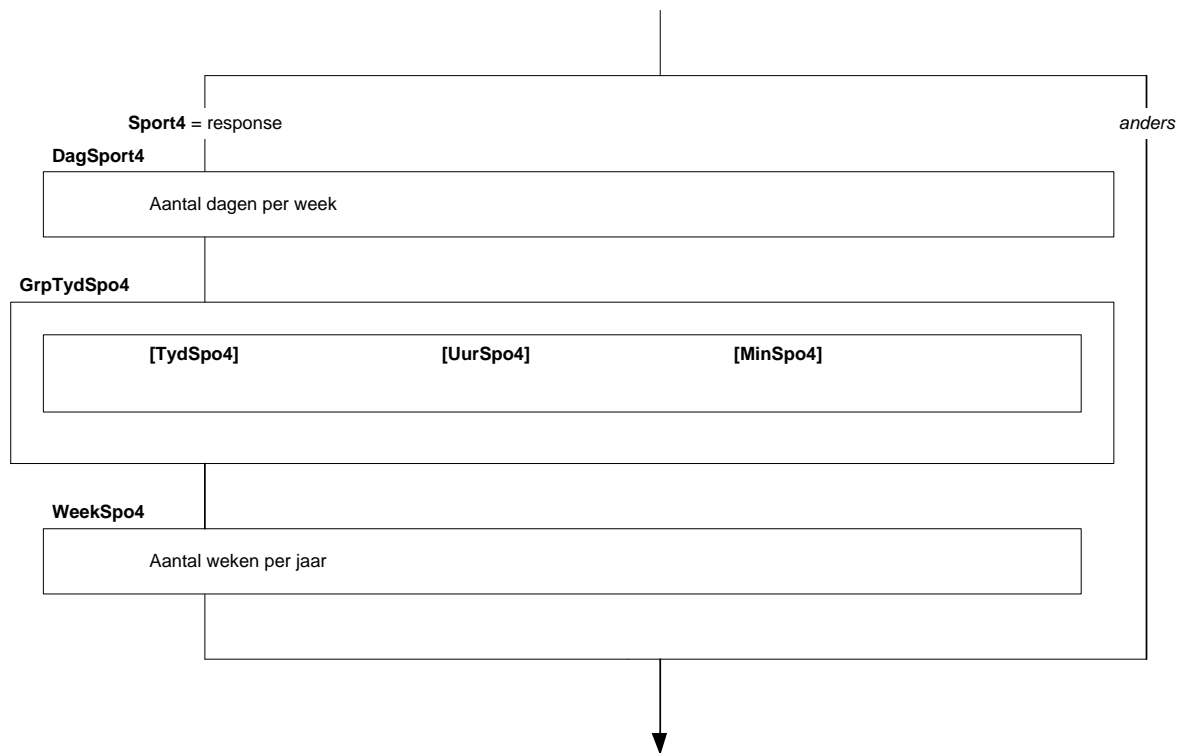 Sport4 = response
anders
DagSport4
Aantal dagen per week
GrpTydSpo4
[TydSpo4] [UurSpo4] [MinSpo4]
WeekSpo4
Aantal weken per jaar